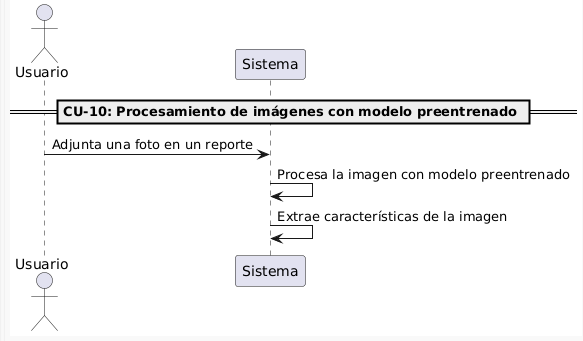 Usuario
Sistema
CU-10: Procesamiento de imágenes con modelo preentrenado
Adjunta una foto en un reporte
Procesa la imagen con modelo preentrenado
Extrae características de la imagen
Usuario
Sistema